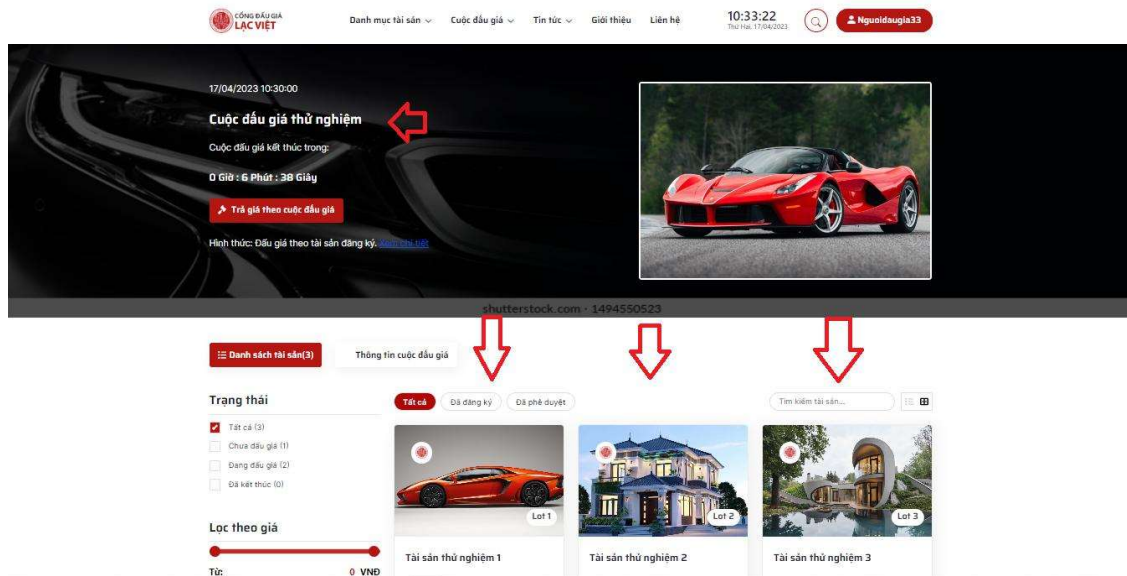 CỔNG ĐẤU GIÁ
LẠC VIỆT
Danh mục tài sản
Cuộc đấu giá
Tin tức
Giới thiệu
Liên hệ
10:33:22
Thứ Hai, 17/04/2023
Nguoidaugia33
17/04/2023 10:30:00
Cuộc đấu giá thử nghiệm
Cuộc đấu giá kết thúc trong:
0 Giờ : 6 Phút : 38 Giây
Trả giá theo cuộc đấu giá
Hình thức: Đấu giá theo tài sản đăng ký. Xem chi tiết
shutterstock.com · 1494550523
Danh sách tài sản(3)
Thông tin cuộc đấu giá
Trạng thái
Tất cả (3)
Chưa đấu giá (1)
Đang đấu giá (2)
Đã kết thúc (0)
Lọc theo giá
Từ: 0 VNĐ
Tất cả
Đã đăng ký
Đã phê duyệt
Tìm kiếm tài sản...
Lot 1
Lot 2
Lot 3
Tài sản thử nghiệm 1
Tài sản thử nghiệm 2
Tài sản thử nghiệm 3